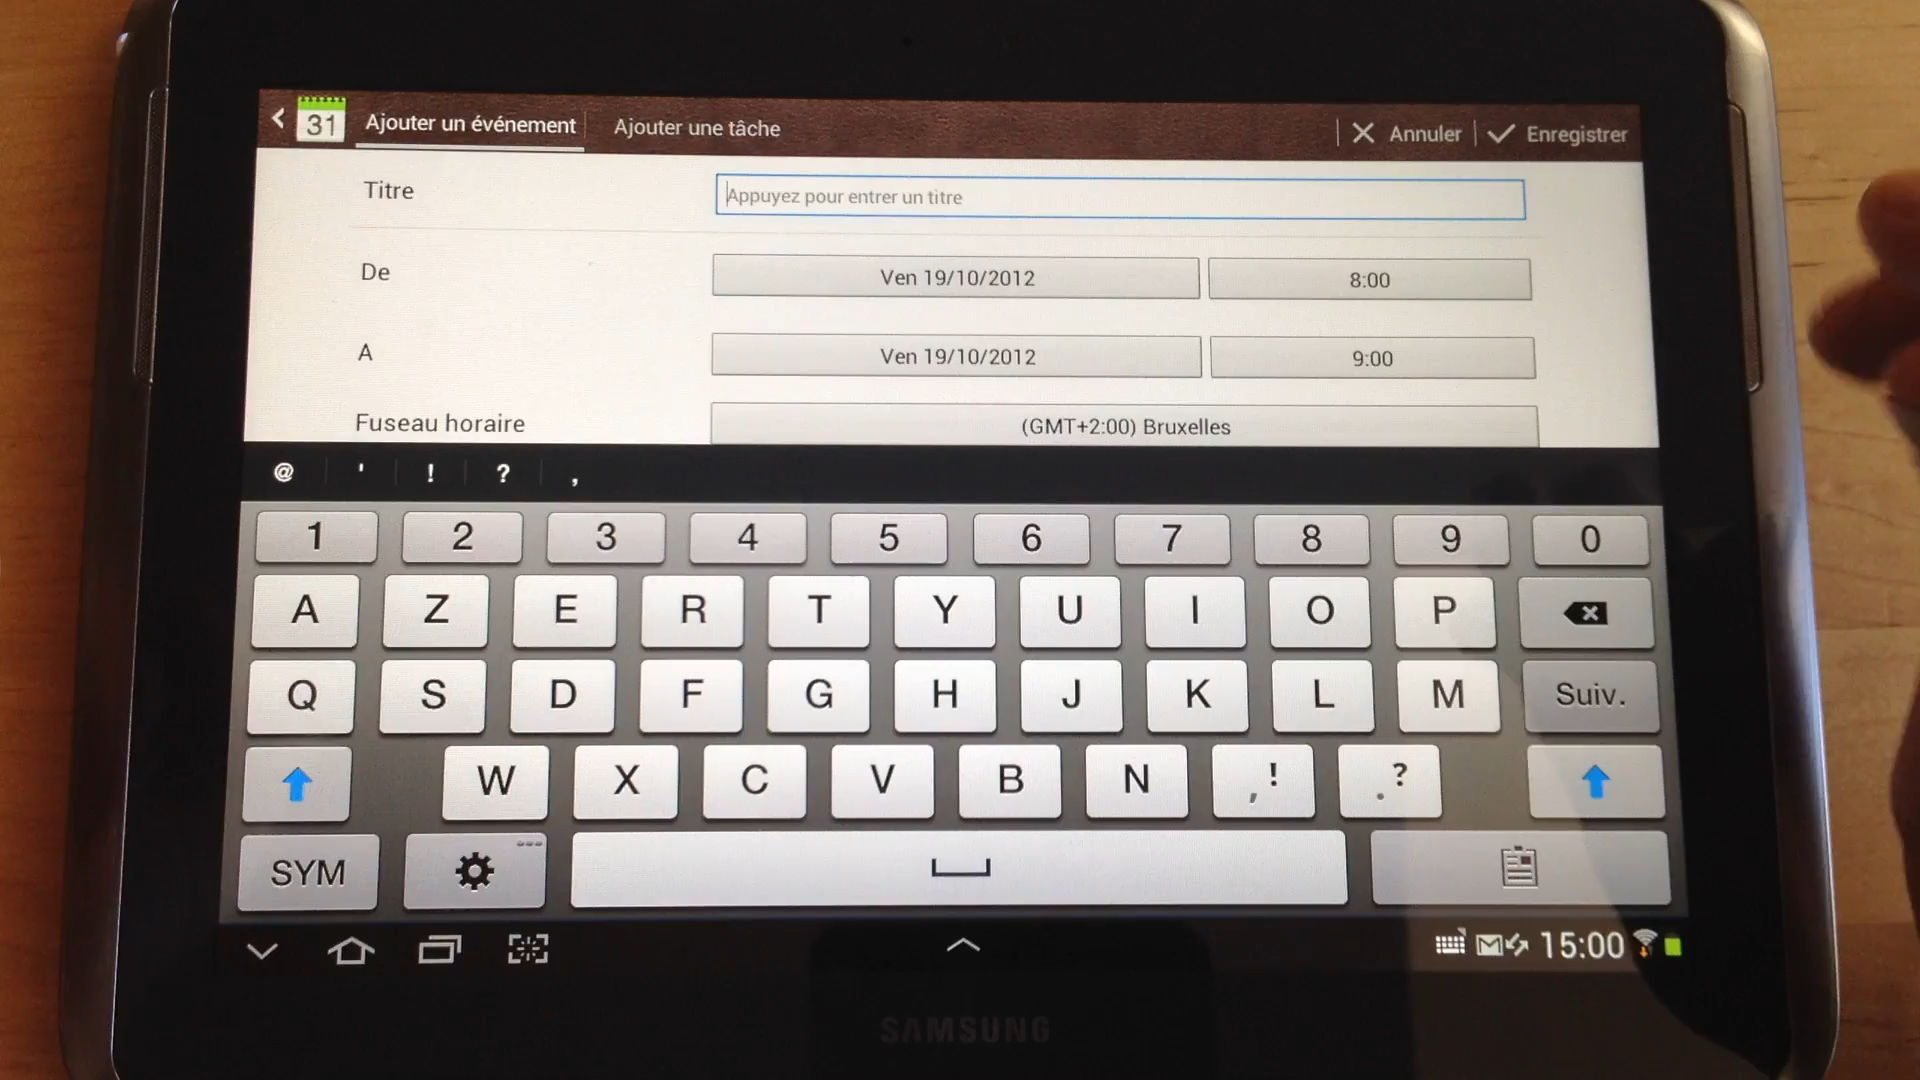 31 Ajouter un événement Ajouter une tâche Annuler Enregistrer
Titre Appuyez pour entrer un titre
De Ven 19/10/2012 8:00
A Ven 19/10/2012 9:00
Fuseau horaire (GMT+2:00) Bruxelles
@ ' ! ? ,
1 2 3 4 5 6 7 8 9 0
A Z E R T Y U I O P
Q S D F G H J K L M Suiv.
W X C V B N , ! . ?
SYM
15:00
SAMSUNG